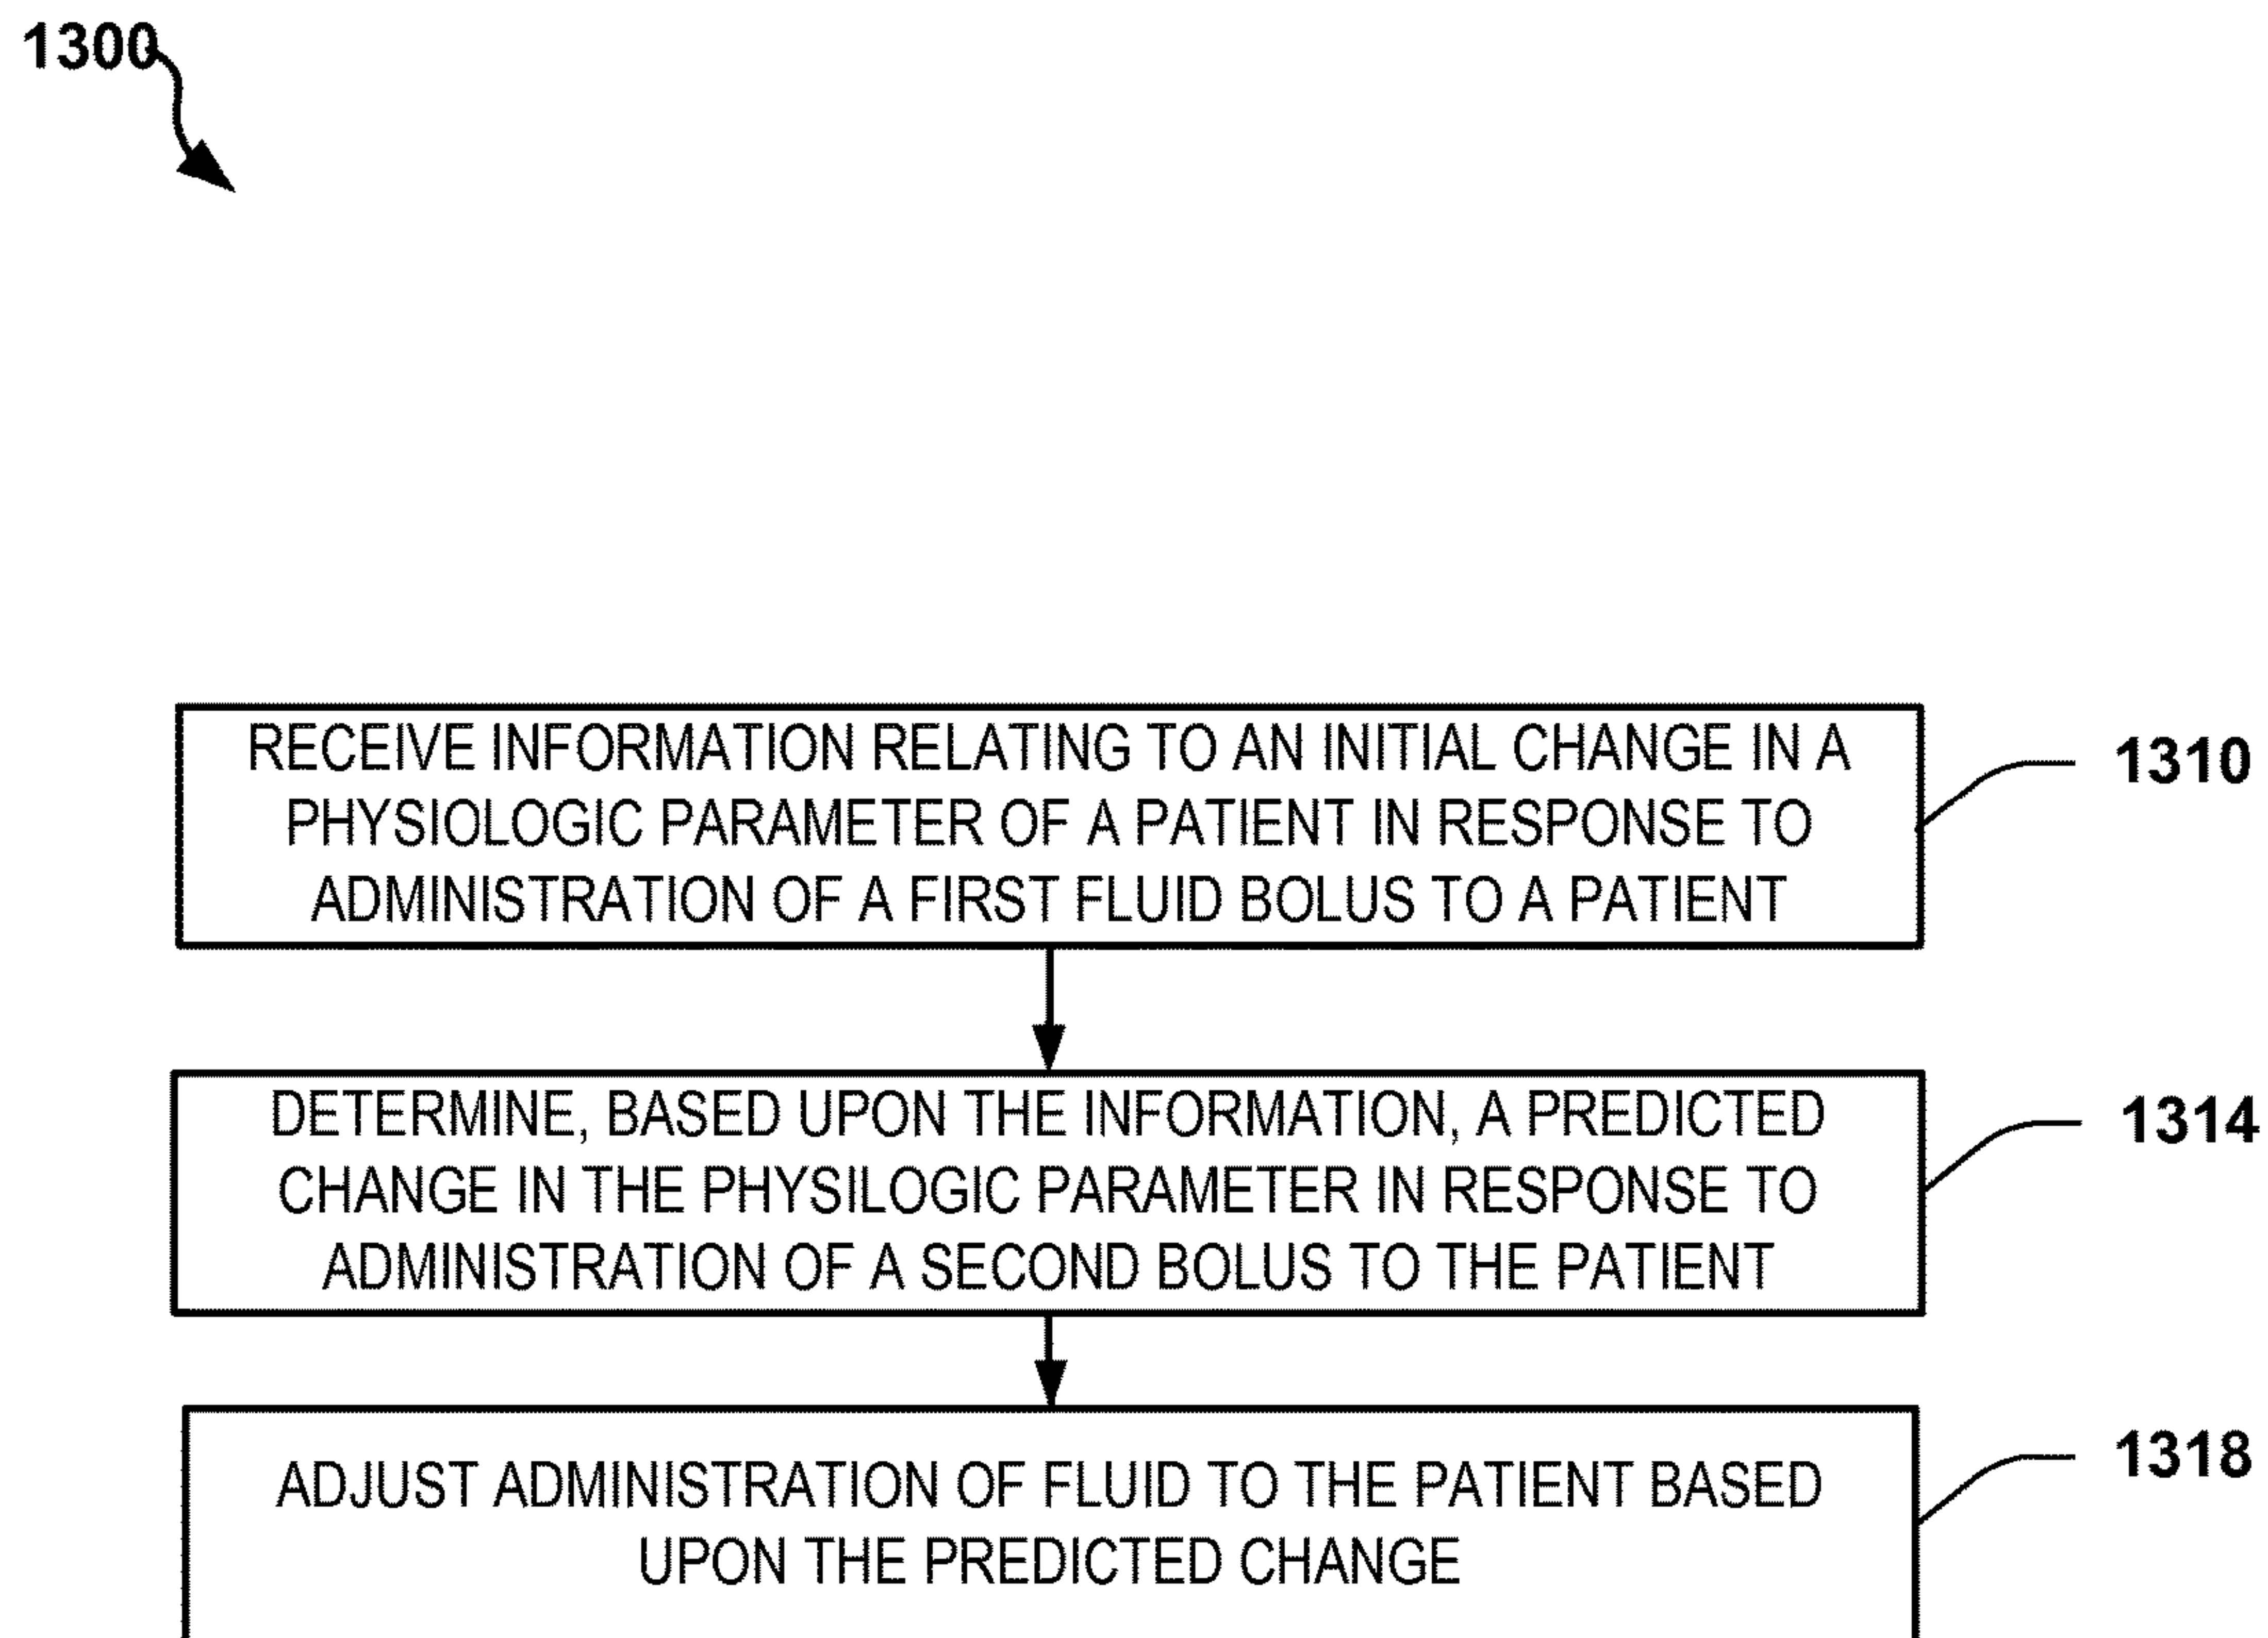 1300
RECEIVE INFORMATION RELATING TO AN INITIAL CHANGE IN A
PHYSIOLOGIC PARAMETER OF A PATIENT IN RESPONSE TO
ADMINISTRATION OF A FIRST FLUID BOLUS TO A PATIENT
1310
DETERMINE, BASED UPON THE INFORMATION, A PREDICTED
CHANGE IN THE PHYSILOGIC PARAMETER IN RESPONSE TO
ADMINISTRATION OF A SECOND BOLUS TO THE PATIENT
1314
ADJUST ADMINISTRATION OF FLUID TO THE PATIENT BASED
UPON THE PREDICTED CHANGE
1318